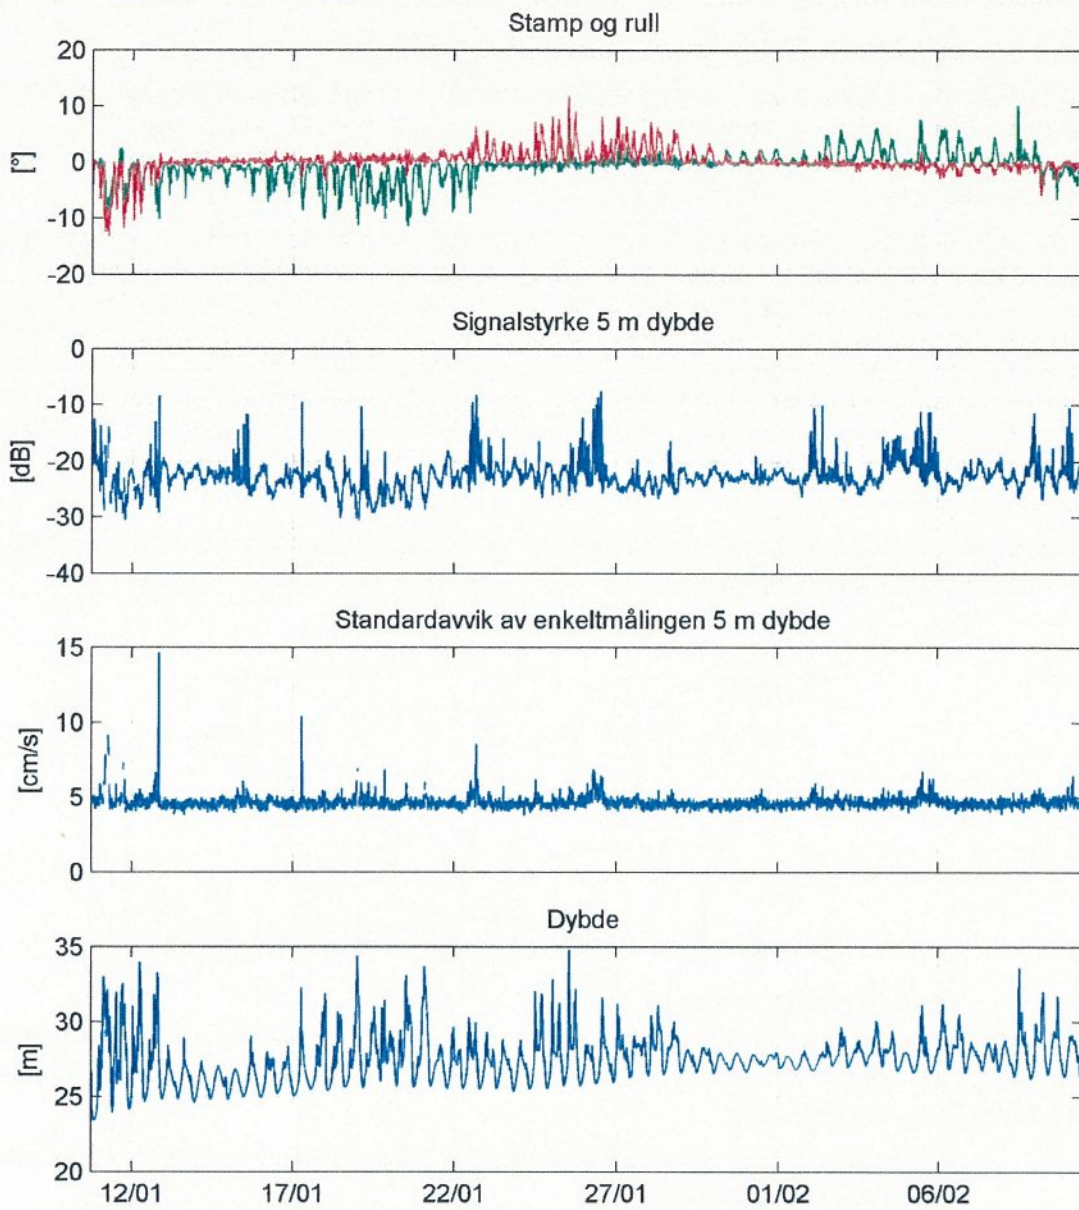 Stamp og rull
20
10
0
-10
-20
[°]
Signalstyrke 5 m dybde
0
-10
-20
-30
-40
[dB]
Standardavvik av enkeltmålingen 5 m dybde
15
10
5
0
[cm/s]
Dybde
35
30
25
20
[m]
12/01 17/01 22/01 27/01 01/02 06/02